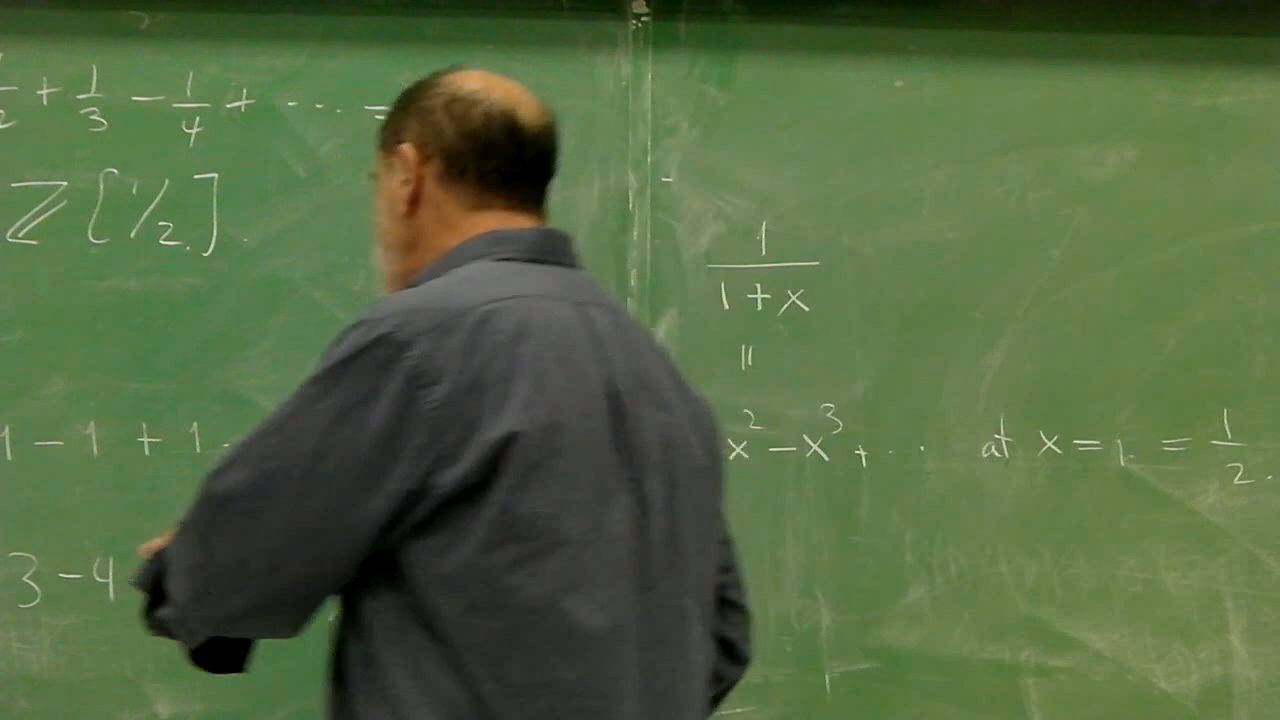 + 1/3 - 1/4 + ... =
ℤ[1/2].
1
1 + x
=
1 - 1 + 1 -
x² - x³ + ... at x = 1. = 1/2.
3 - 4